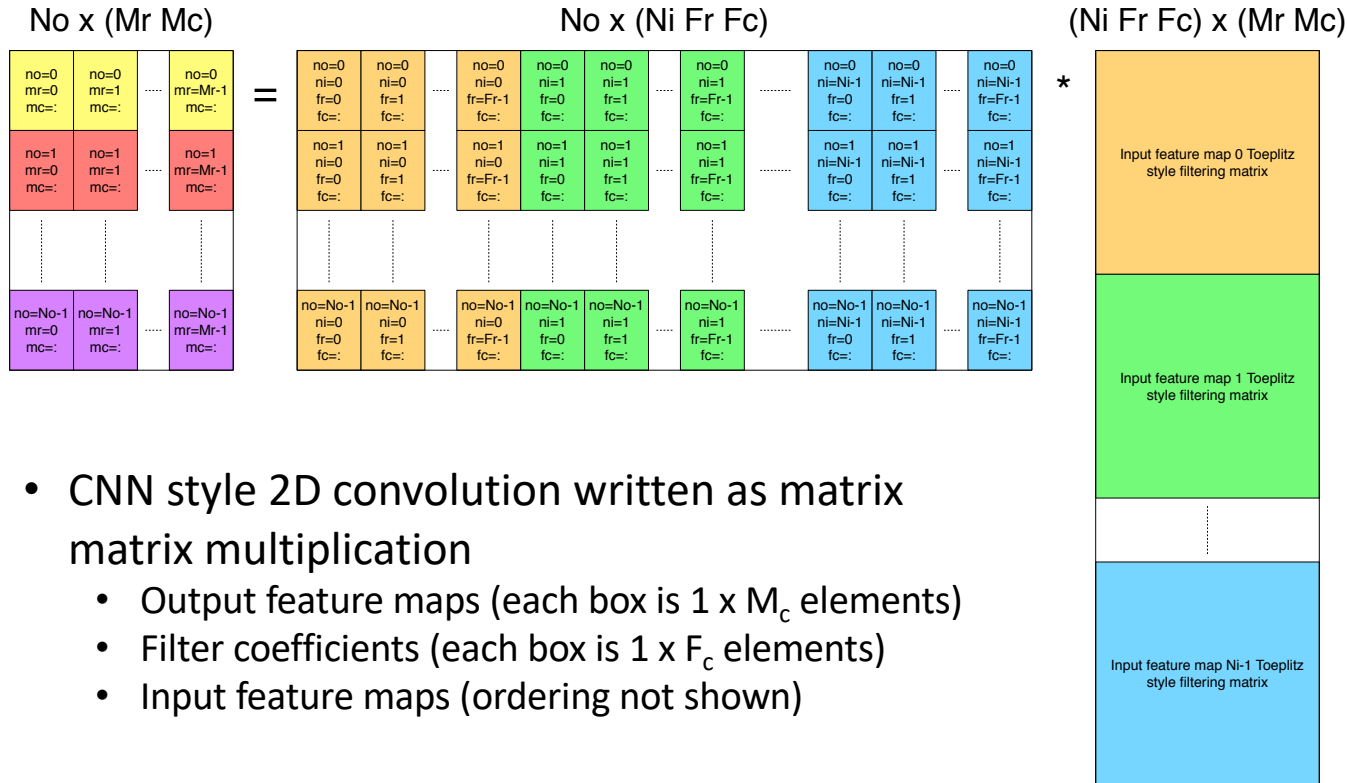 No x (Mr Mc)
No x (Ni Fr Fc)
(Ni Fr Fc) x (Mr Mc)
no=0 no=0 ..... no=0
mr=0 mr=1 mr=Mr-1
mc=: mc=: mc=:
no=1 no=1 ..... no=1
mr=0 mr=1 mr=Mr-1
mc=: mc=: mc=:
no=No-1 no=No-1 ..... no=No-1
mr=0 mr=1 mr=Mr-1
mc=: mc=: mc=:
=
no=0 no=0 ..... no=0 no=0 no=0 ..... no=0 ........ no=0 no=0 ..... no=0
ni=0 ni=0 ni=0 ni=1 ni=1 ni=1 ni=Ni-1 ni=Ni-1 ni=Ni-1
fr=0 fr=1 fr=Fr-1 fr=0 fr=1 fr=Fr-1 fr=0 fr=1 fr=Fr-1
fc=: fc=: fc=: fc=: fc=: fc=: fc=: fc=: fc=:
no=1 no=1 ..... no=1 no=1 no=1 ..... no=1 ........ no=1 no=1 ..... no=1
ni=0 ni=0 ni=0 ni=1 ni=1 ni=1 ni=Ni-1 ni=Ni-1 ni=Ni-1
fr=0 fr=1 fr=Fr-1 fr=0 fr=1 fr=Fr-1 fr=0 fr=1 fr=Fr-1
fc=: fc=: fc=: fc=: fc=: fc=: fc=: fc=: fc=:
no=No-1 no=No-1 ..... no=No-1 no=No-1 no=No-1 ..... no=No-1 ........ no=No-1 no=No-1 ..... no=No-1
ni=0 ni=0 ni=0 ni=1 ni=1 ni=1 ni=Ni-1 ni=Ni-1 ni=Ni-1
fr=0 fr=1 fr=Fr-1 fr=0 fr=1 fr=Fr-1 fr=0 fr=1 fr=Fr-1
fc=: fc=: fc=: fc=: fc=: fc=: fc=: fc=: fc=:
*
Input feature map 0 Toeplitz
style filtering matrix
Input feature map 1 Toeplitz
style filtering matrix
Input feature map Ni-1 Toeplitz
style filtering matrix
• CNN style 2D convolution written as matrix
matrix multiplication
• Output feature maps (each box is 1 x Mc elements)
• Filter coefficients (each box is 1 x Fc elements)
• Input feature maps (ordering not shown)